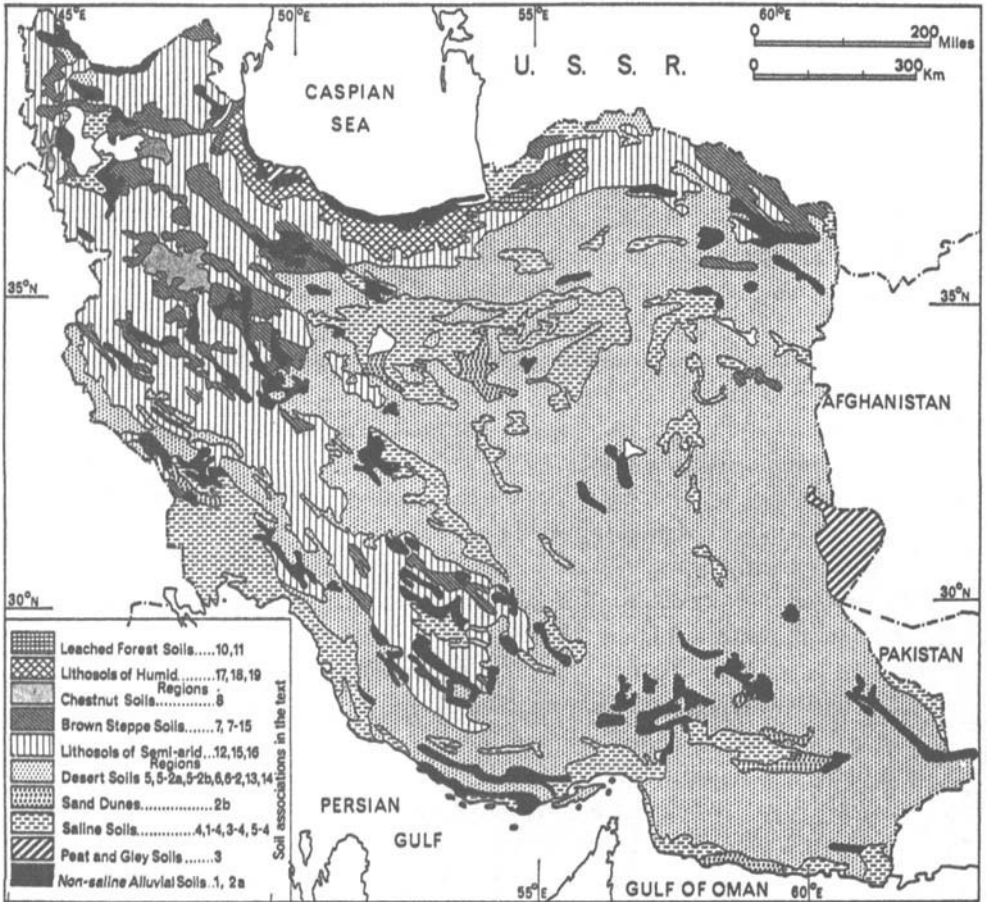 45°E
50°E
55°E
60°E
0 200 Miles
0 300 Km
U. S. S. R.
CASPIAN
SEA
35°N
35°N
AFGHANISTAN
30°N
30°N
PAKISTAN
Leached Forest Soils.....10,11
Lithosols of Humid.......17,18,19
Regions
Chestnut Soils..............8
Brown Steppe Soils.......7, 7-15
Lithosols of Semi-arid...12,15,16
Regions
Desert Soils 5, 5-2a, 5-2b, 6,6-2, 13, 14
Sand Dunes..............2b
Saline Soils..............4,1-4, 3-4, 5-4
Peat and Gley Soils ......3
Non-saline Alluvial Soils .. 1, 2a
Soil associations in the text
PERSIAN
GULF
55°E
GULF OF OMAN
60°E